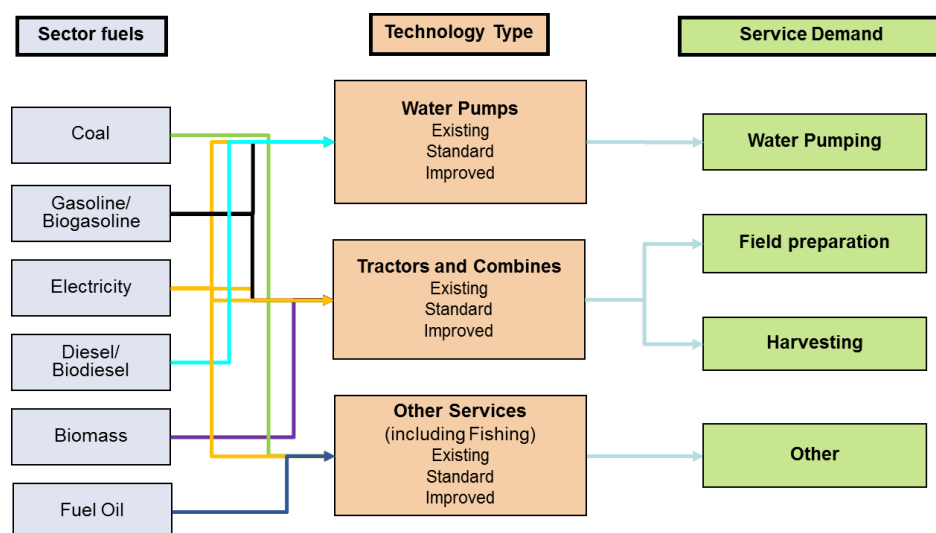 Sector fuels
Technology Type
Service Demand
Coal
Gasoline/
Biogasoline
Electricity
Diesel/
Biodiesel
Biomass
Fuel Oil
Water Pumps
Existing
Standard
Improved
Tractors and Combines
Existing
Standard
Improved
Other Services
(including Fishing)
Existing
Standard
Improved
Water Pumping
Field preparation
Harvesting
Other